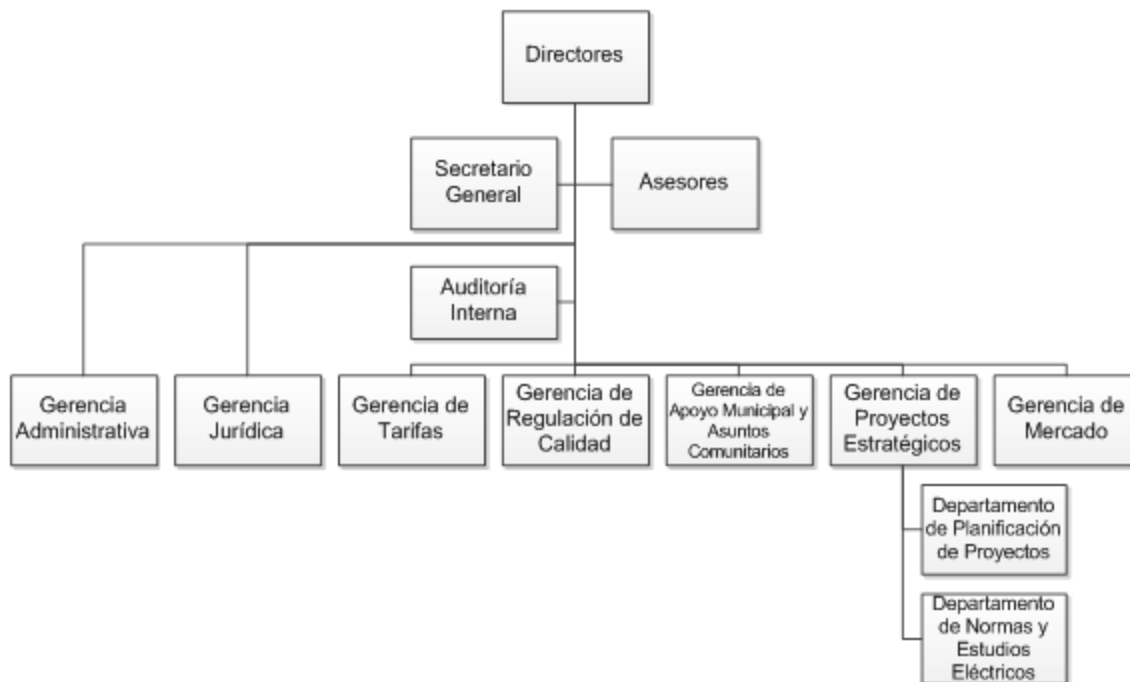 Directores
Secretario
General
Asesores
Auditoría
Interna
Gerencia
Administrativa
Gerencia
Jurídica
Gerencia de
Tarifas
Gerencia de
Regulación de
Calidad
Gerencia de
Apoyo Municipal y
Asuntos
Comunitarios
Gerencia de
Proyectos
Estratégicos
Gerencia de
Mercado
Departamento
de Planificación
de Proyectos
Departamento
de Normas y
Estudios
Eléctricos